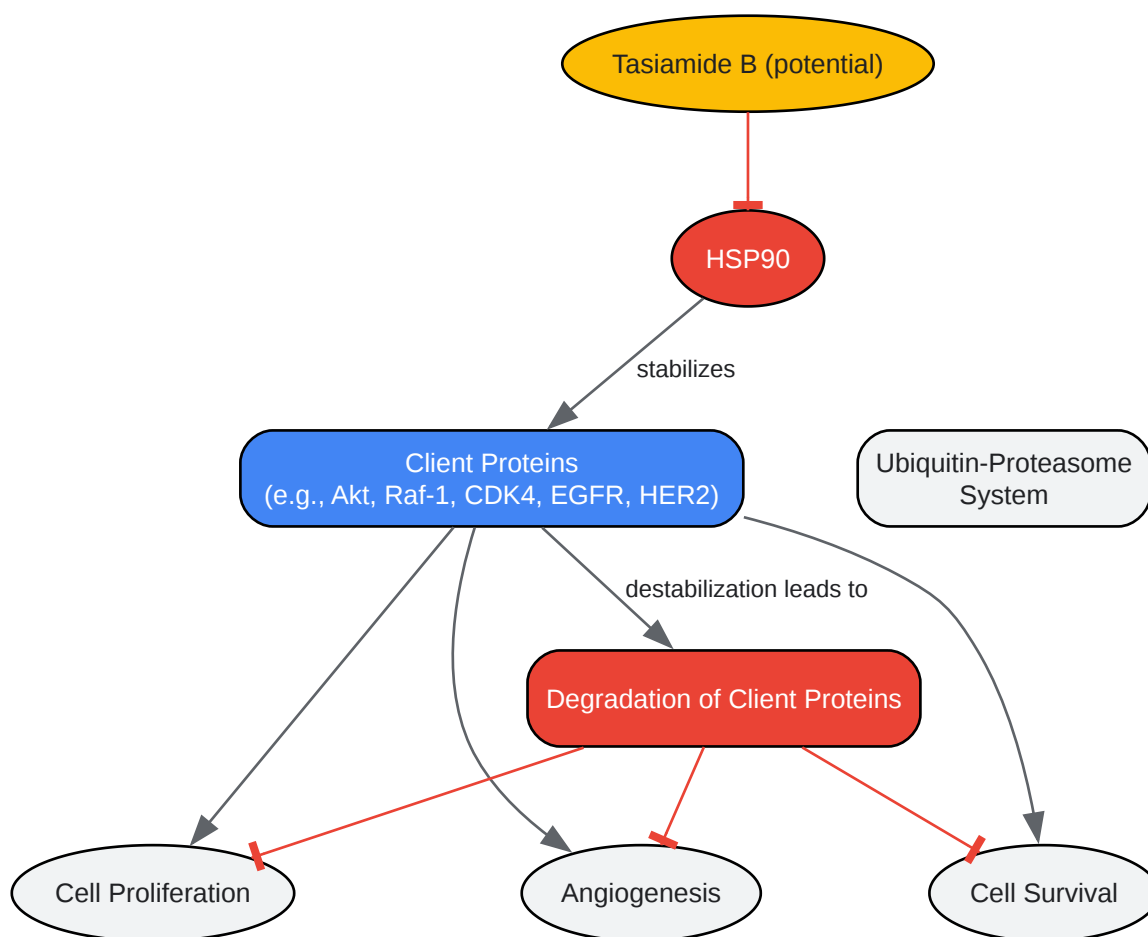 Tasiamide B (potential)
HSP90
stabilizes
Client Proteins
(e.g., Akt, Raf-1, CDK4, EGFR, HER2)
Ubiquitin-Proteasome
System
destabilization leads to
Degradation of Client Proteins
Cell Proliferation
Angiogenesis
Cell Survival